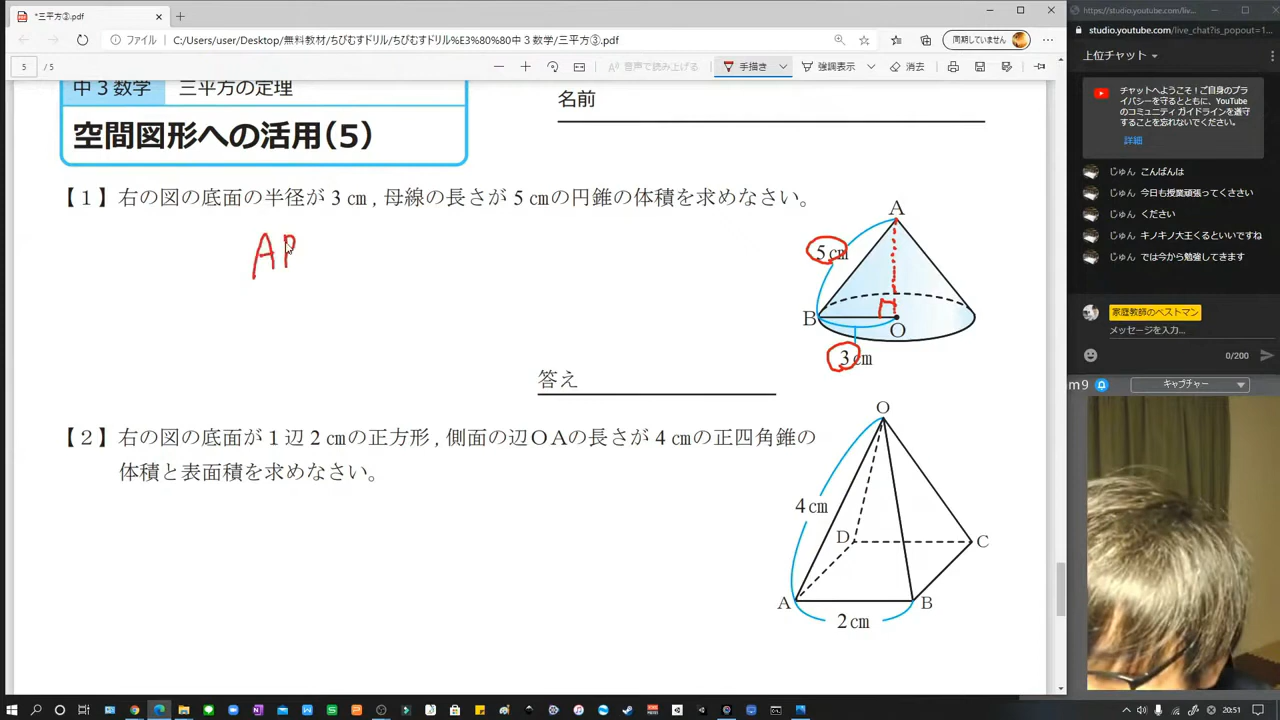 *三平方②.pdf
ファイル
C:/Users/user/Desktop/無料教材/ちびむすドリル/ちびむすドリル%E3%80%80中3数学/三平方③.pdf
同期していません
5
/ 5
音声で読み上げる
手描き
強調表示
消去
中3数学
三平方の定理
空間図形への活用(5)
名前
【1】右の図の底面の半径が3cm,母線の長さが5cmの円錐の体積を求めなさい。
A
A
5cm
B
O
3cm
答え
【2】右の図の底面が1辺2cmの正方形,側面の辺OAの長さが4cmの正四角錐の
体積と表面積を求めなさい。
O
4cm
D
C
A
B
2cm
https://studio.youtube.com/liv...
studio.youtube.com/live_chat?is_popout=1...
上位チャット
チャットへようこそ!ご自身のプラ
イバシーを守るとともに、YouTube
のコミュニティ ガイドラインを遵守
することを忘れないでください。
詳細
じゅん こんばんは
じゅん 今日も授業頑張ってください
じゅん ください
じゅん キノキノ大王くるといいですね
じゅん では今から勉強してきます
家庭教師のベストマン
メッセージを入力...
0/200
m9
キャプチャー
20:51